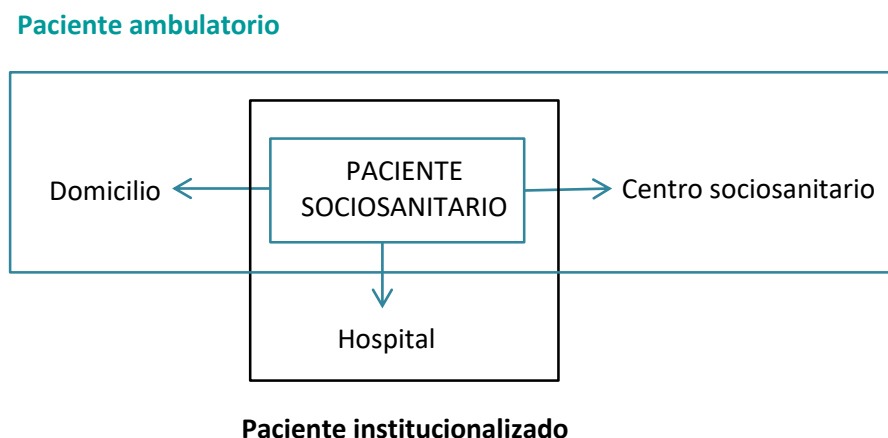 Paciente ambulatorio
Domicilio
PACIENTE
SOCIOSANITARIO
Centro sociosanitario
Hospital
Paciente institucionalizado